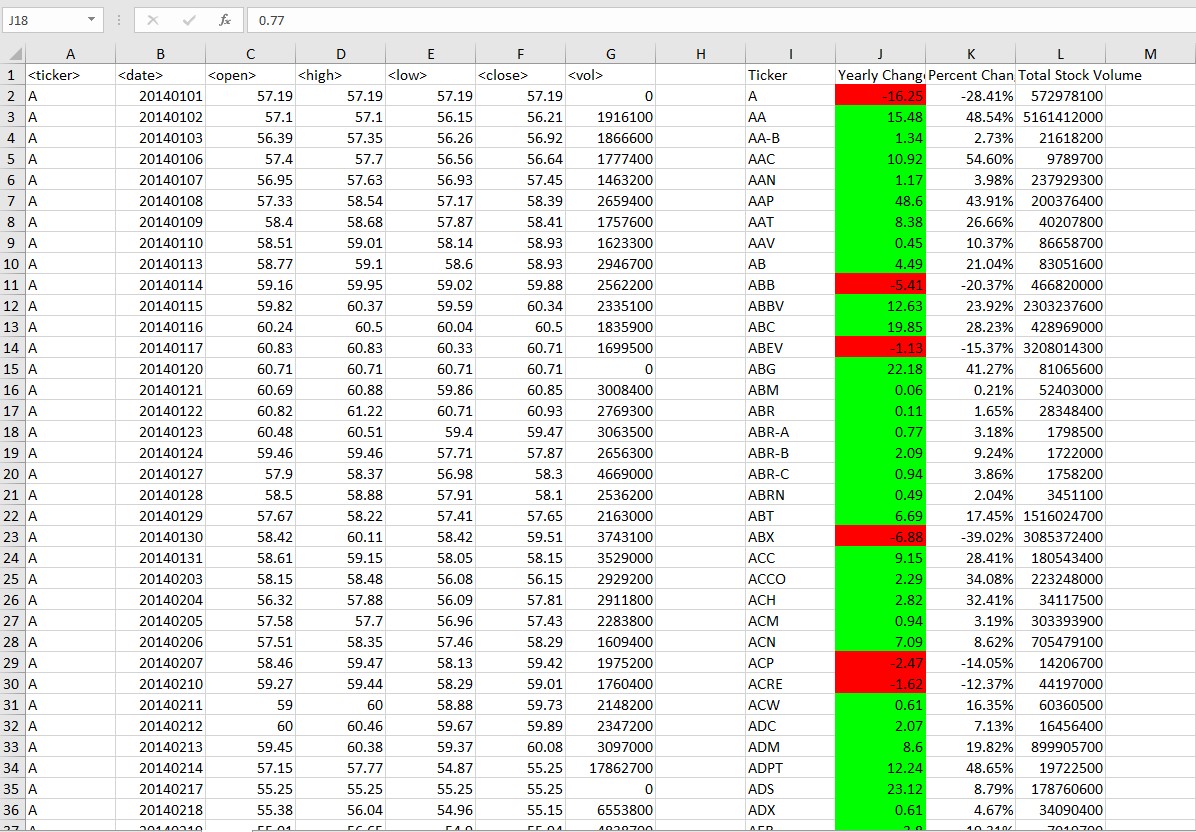 J18 fx 0.77
A B C D E F G H I J K L M
1 <ticker> <date> <open> <high> <low> <close> <vol> Ticker Yearly Chang Percent Chan Total Stock Volume
2 A 20140101 57.19 57.19 57.19 57.19 0 A -16.25 -28.41% 572978100
3 A 20140102 57.1 57.1 56.15 56.21 1916100 AA 15.48 48.54% 5161412000
4 A 20140103 56.39 57.35 56.26 56.92 1866600 AA-B 1.34 2.73% 21618200
5 A 20140106 57.4 57.7 56.56 56.64 1777400 AAC 10.92 54.60% 9789700
6 A 20140107 56.95 57.63 56.93 57.45 1463200 AAN 1.17 3.98% 237929300
7 A 20140108 57.33 58.54 57.17 58.39 2659400 AAP 48.6 43.91% 200376400
8 A 20140109 58.4 58.68 57.87 58.41 1757600 AAT 8.38 26.66% 40207800
9 A 20140110 58.51 59.01 58.14 58.93 1623300 AAV 0.45 10.37% 86658700
10 A 20140113 58.77 59.1 58.6 58.93 2946700 AB 4.49 21.04% 83051600
11 A 20140114 59.16 59.95 59.02 59.88 2562200 ABB -5.41 -20.37% 466820000
12 A 20140115 59.82 60.37 59.59 60.34 2335100 ABBV 12.63 23.92% 2303237600
13 A 20140116 60.24 60.5 60.04 60.5 1835900 ABC 19.85 28.23% 428969000
14 A 20140117 60.83 60.83 60.33 60.71 1699500 ABEV -1.13 -15.37% 3208014300
15 A 20140120 60.71 60.71 60.71 60.71 0 ABG 22.18 41.27% 81065600
16 A 20140121 60.69 60.88 59.86 60.85 3008400 ABM 0.06 0.21% 52403000
17 A 20140122 60.82 61.22 60.71 60.93 2769300 ABR 0.11 1.65% 28348400
18 A 20140123 60.48 60.51 59.4 59.47 3063500 ABR-A 0.77 3.18% 1798500
19 A 20140124 59.46 59.46 57.71 57.87 2656300 ABR-B 2.09 9.24% 1722000
20 A 20140127 57.9 58.37 56.98 58.3 4669000 ABR-C 0.94 3.86% 1758200
21 A 20140128 58.5 58.88 57.91 58.1 2536200 ABRN 0.49 2.04% 3451100
22 A 20140129 57.67 58.22 57.41 57.65 2163000 ABT 6.69 17.45% 1516024700
23 A 20140130 58.42 60.11 58.42 59.51 3743100 ABX -6.88 -39.02% 3085372400
24 A 20140131 58.61 59.15 58.05 58.15 3529000 ACC 9.15 28.41% 180543400
25 A 20140203 58.15 58.48 56.08 56.15 2929200 ACCO 2.29 34.08% 223248000
26 A 20140204 56.32 57.88 56.09 57.81 2911800 ACH 2.82 32.41% 34117500
27 A 20140205 57.58 57.7 56.96 57.43 2283800 ACM 0.94 3.19% 303393900
28 A 20140206 57.51 58.35 57.46 58.29 1609400 ACN 7.09 8.62% 705479100
29 A 20140207 58.46 59.47 58.13 59.42 1975200 ACP -2.47 -14.05% 14206700
30 A 20140210 59.27 59.44 58.29 59.01 1760400 ACRE -1.62 -12.37% 44197000
31 A 20140211 59 60 58.88 59.73 2148200 ACW 0.61 16.35% 60360500
32 A 20140212 60 60.46 59.67 59.89 2347200 ADC 2.07 7.13% 16456400
33 A 20140213 59.45 60.38 59.37 60.08 3097000 ADM 8.6 19.82% 899905700
34 A 20140214 57.15 57.77 54.87 55.25 17862700 ADPT 12.24 48.65% 19722500
35 A 20140217 55.25 55.25 55.25 55.25 0 ADS 23.12 8.79% 178760600
36 A 20140218 55.38 56.04 54.96 55.15 6553800 ADX 0.61 4.67% 34090400